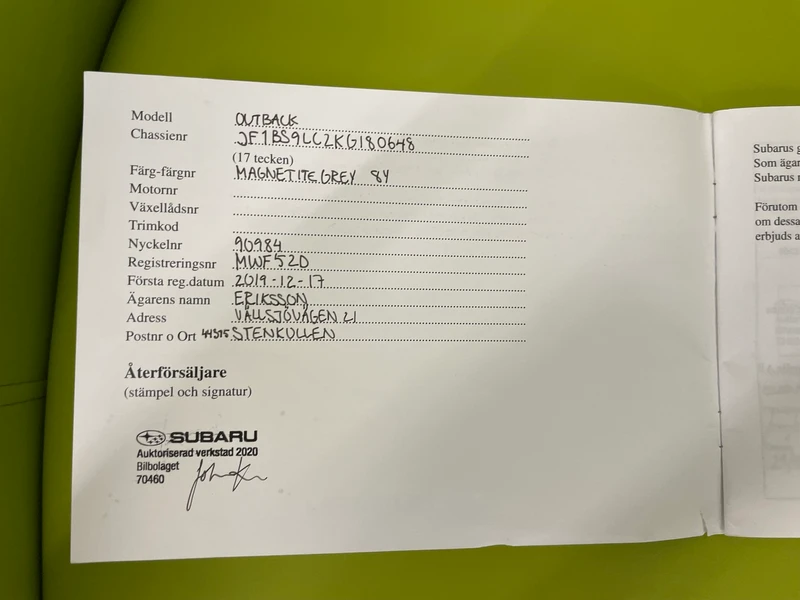 Modell OUTBACK
Chassienr JF1BS9LC2KG180648
(17 tecken)
Färg-färgnr MAGNETITE GREY 84
Motornr
Växellådsnr
Trimkod
Nyckelnr 90984
Registreringsnr MWF52D
Första reg.datum 2019-12-17
Ägarens namn ERIKSSON
Adress VÄLLSJÖVÄGEN 21
Postnr o Ort 44375 STENKULLEN
Återförsäljare
(stämpel och signatur)
SUBARU
Auktoriserad verkstad 2020
Bilbolaget
70460
Subarus
Som ägar
Subarus
Förutom
om dessa
erbjuds a